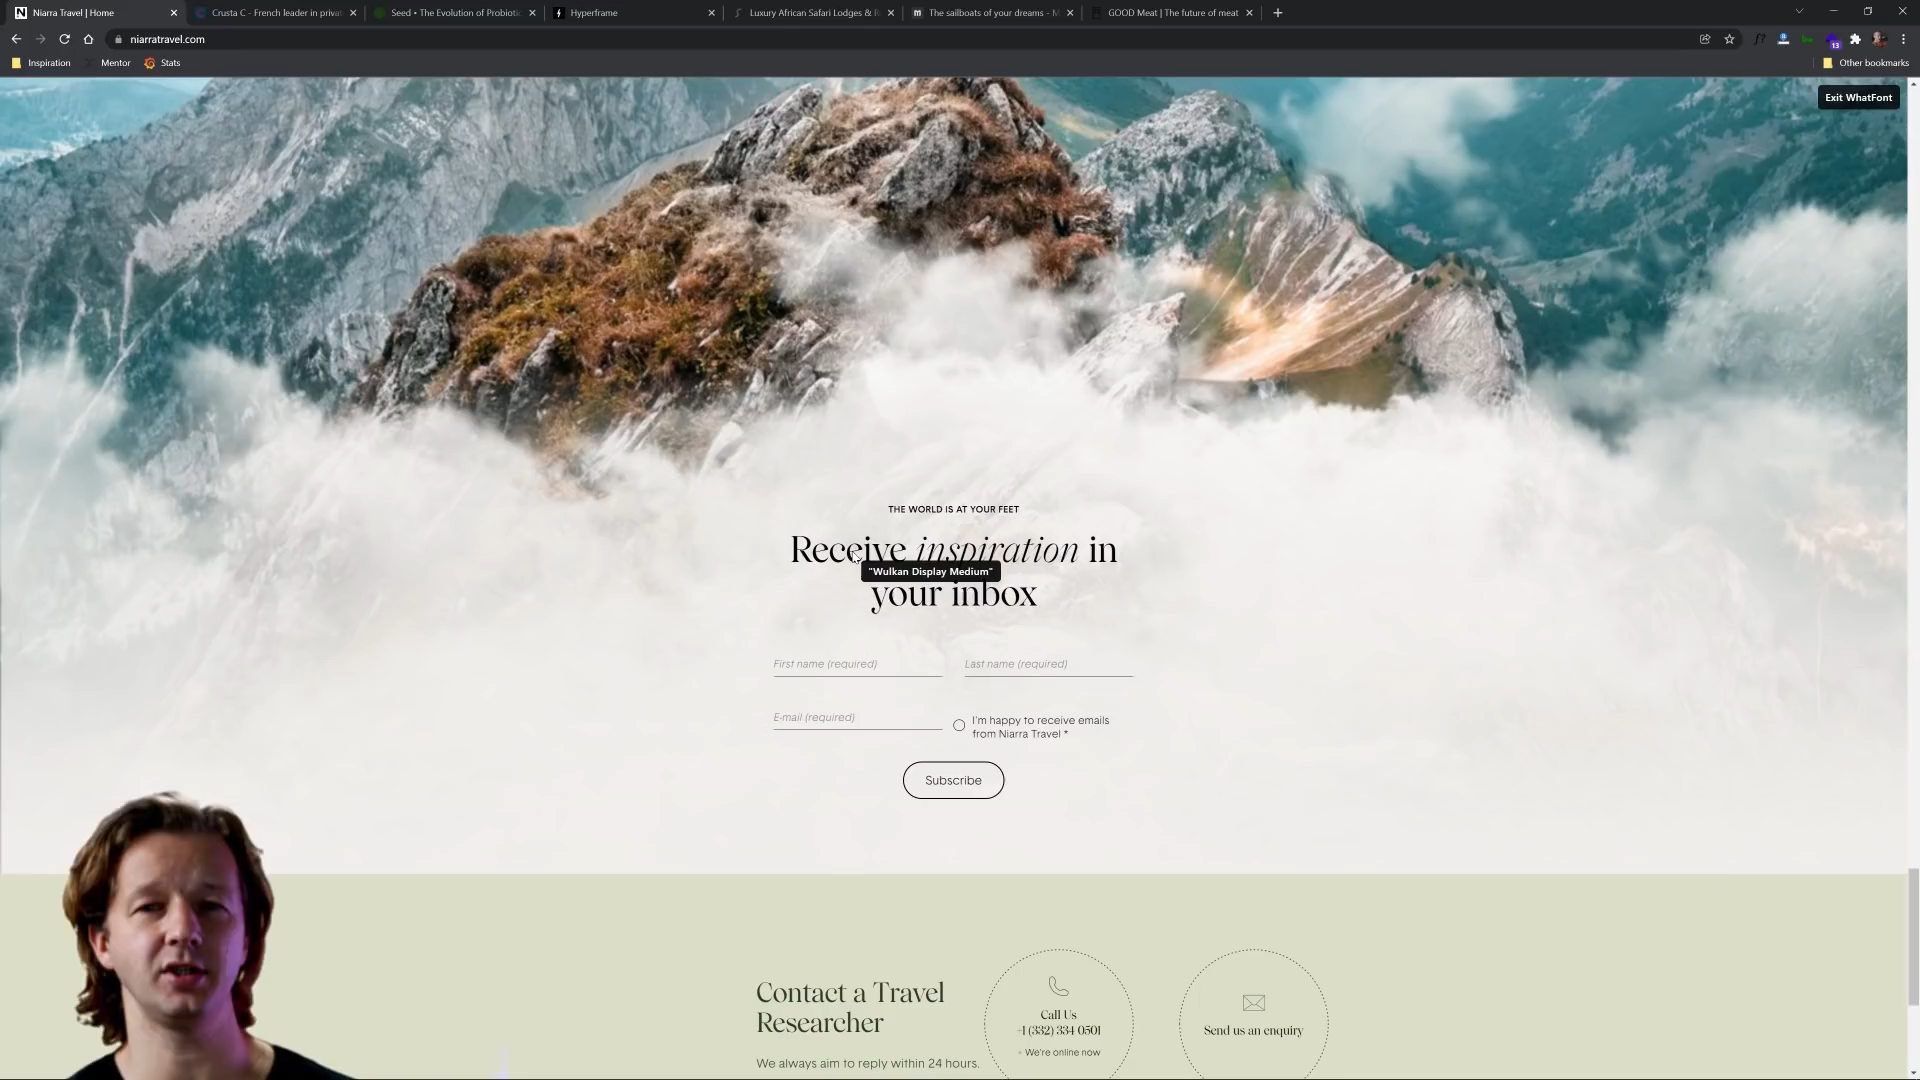 Niarra Travel | Home
Crusta C - French leader in privat
Seed • The Evolution of Probiotic
Hyperframe
Luxury African Safari Lodges & R
The sailboats of your dreams - M
GOOD Meat | The future of meat
niarratravel.com
Inspiration
Mentor
Stats
13
Other bookmarks
Exit WhatFont
THE WORLD IS AT YOUR FEET
Receive inspiration in
"Wulkan Display Medium"
your inbox
First name (required)
Last name (required)
E-mail (required)
I'm happy to receive emails
from Niarra Travel *
Subscribe
Contact a Travel
Researcher
We always aim to reply within 24 hours.
Call Us
+1 (332) 334 0501
We're online now
Send us an enquiry